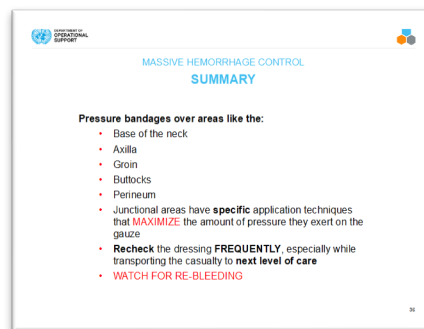 DEPARTMENT OF
OPERATIONAL
SUPPORT
MASSIVE HEMORRHAGE CONTROL
SUMMARY
Pressure bandages over areas like the:
• Base of the neck
• Axilla
• Groin
• Buttocks
• Perineum
• Junctional areas have specific application techniques
that MAXIMIZE the amount of pressure they exert on the
gauze
• Recheck the dressing FREQUENTLY, especially while
transporting the casualty to next level of care
• WATCH FOR RE-BLEEDING
36